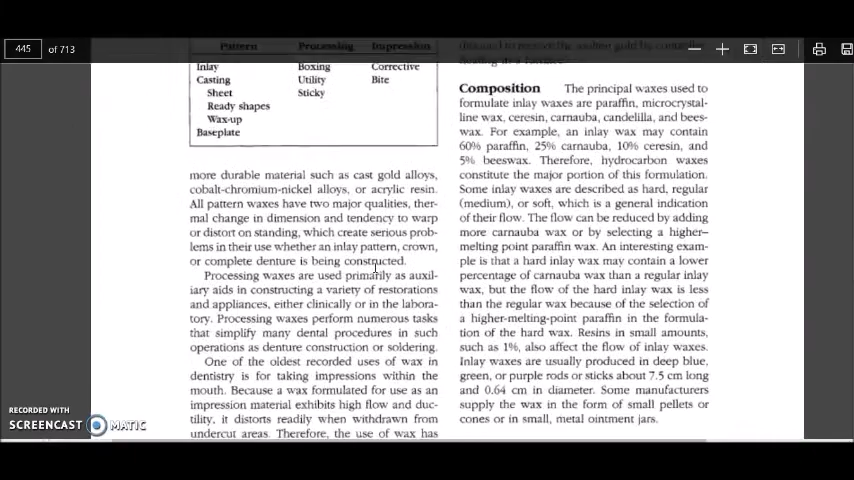 445 of 713
Pattern Processing Impression
Inlay Boxing Corrective
Casting Utility Bite
Sheet Sticky
Ready shapes
Wax-up
Baseplate
more durable material such as cast gold alloys,
cobalt-chromium-nickel alloys, or acrylic resin.
All pattern waxes have two major qualities, ther-
mal change in dimension and tendency to warp
or distort on standing, which create serious prob-
lems in their use whether an inlay pattern, crown,
or complete denture is being constructed.
Processing waxes are used primarily as auxil-
iary aids in constructing a variety of restorations
and appliances, either clinically or in the labora-
tory. Processing waxes perform numerous tasks
that simplify many dental procedures in such
operations as denture construction or soldering.
One of the oldest recorded uses of wax in
dentistry is for taking impressions within the
mouth. Because a wax formulated for use as an
impression material exhibits high flow and duc-
tility, it distorts readily when withdrawn from
undercut areas. Therefore, the use of wax has
Composition The principal waxes used to
formulate inlay waxes are paraffin, microcrystal-
line wax, ceresin, carnauba, candelilla, and bees-
wax. For example, an inlay wax may contain
60% paraffin, 25% carnauba, 10% ceresin, and
5% beeswax. Therefore, hydrocarbon waxes
constitute the major portion of this formulation.
Some inlay waxes are described as hard, regular
(medium), or soft, which is a general indication
of their flow. The flow can be reduced by adding
more carnauba wax or by selecting a higher–
melting point paraffin wax. An interesting exam-
ple is that a hard inlay wax may contain a lower
percentage of carnauba wax than a regular inlay
wax, but the flow of the hard inlay wax is less
than the regular wax because of the selection of
a higher-melting-point paraffin in the formula-
tion of the hard wax. Resins in small amounts,
such as 1%, also affect the flow of inlay waxes.
Inlay waxes are usually produced in deep blue,
green, or purple rods or sticks about 7.5 cm long
and 0.64 cm in diameter. Some manufacturers
supply the wax in the form of small pellets or
cones or in small, metal ointment jars.
RECORDED WITH
SCREENCAST MATIC